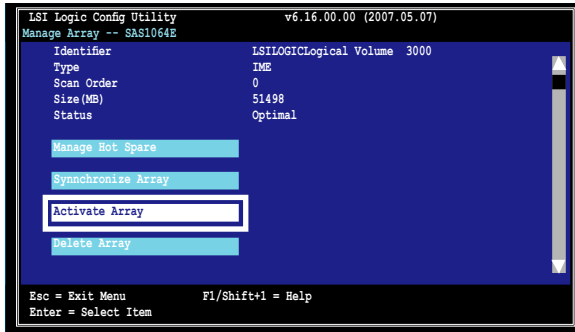 LSI Logic Config Utility v6.16.00.00 (2007.05.07)
Manage Array -- SAS1064E
Identifier LSILOGICLogical Volume 3000
Type IME
Scan Order 0
Size(MB) 51498
Status Optimal
Manage Hot Spare
Synnchronize Array
Activate Array
Delete Array
Esc = Exit Menu F1/Shift+1 = Help
Enter = Select Item